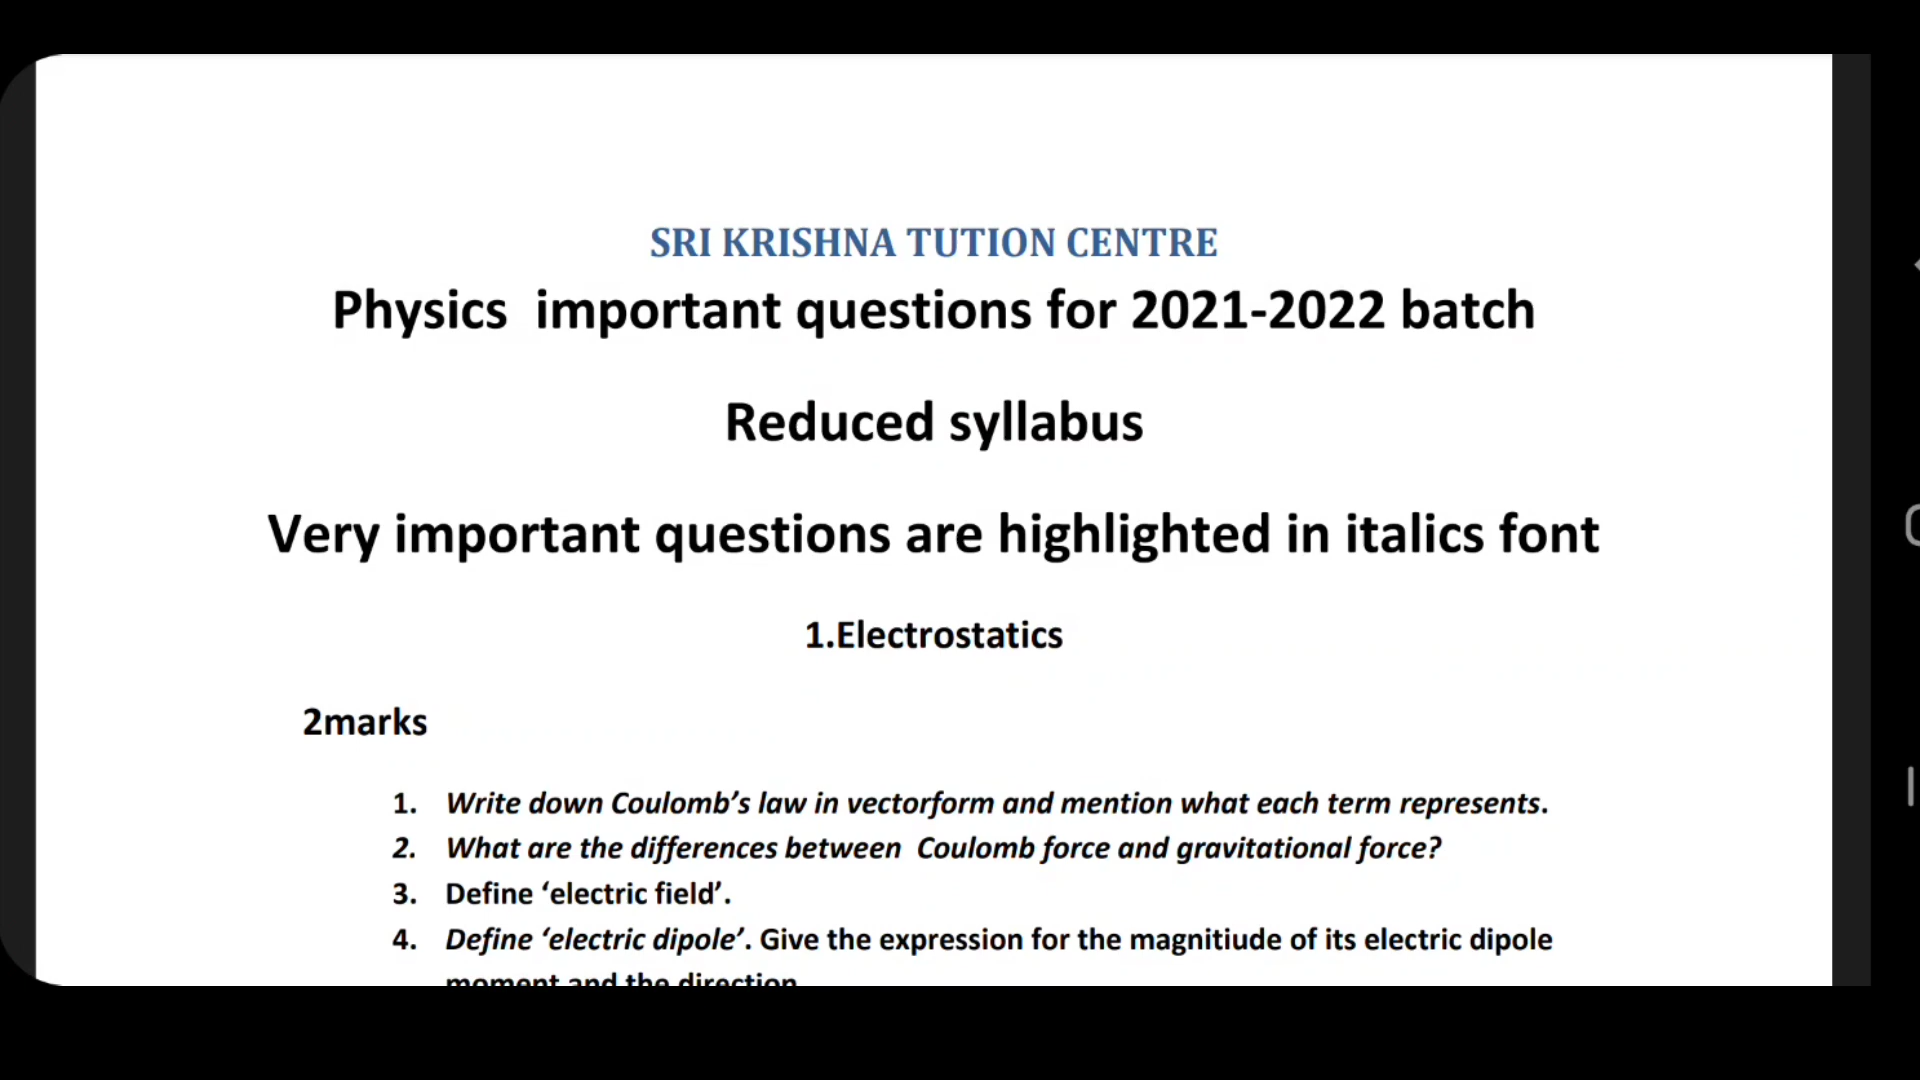 SRI KRISHNA TUTION CENTRE
Physics  important questions for 2021-2022 batch
Reduced syllabus
Very important questions are highlighted in italics font
1.Electrostatics
2marks
1. Write down Coulomb’s law in vectorform and mention what each term represents.
2. What are the differences between  Coulomb force and gravitational force?
3. Define ‘electric field’.
4. Define ‘electric dipole’. Give the expression for the magnitiude of its electric dipole
moment and the direction